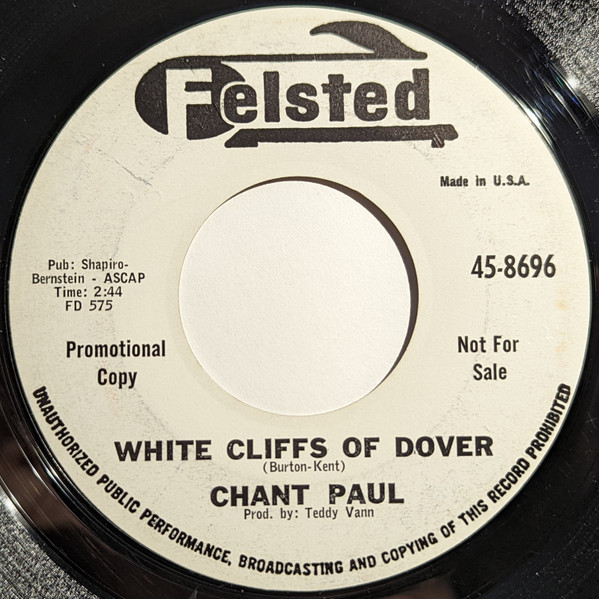 Felsted
Made in U.S.A.
Pub: Shapiro-
Bernstein - ASCAP
Time: 2:44
FD 575
45-8696
Promotional
Copy
Not For
Sale
WHITE CLIFFS OF DOVER
(Burton-Kent)
CHANT PAUL
Prod. by: Teddy Vann
UNAUTHORIZED PUBLIC PERFORMANCE, BROADCASTING AND COPYING OF THIS RECORD PROHIBITED